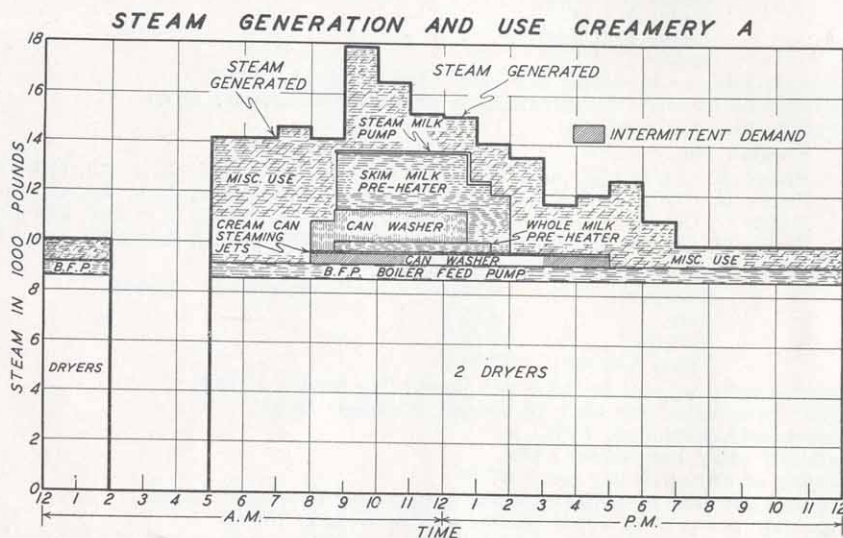 STEAM GENERATION AND USE CREAMERY A
18
16
14
12
10
8
6
4
2
0
STEAM IN 1000 POUNDS
STEAM
GENERATED
STEAM GENERATED
STEAM MILK
PUMP
INTERMITTENT DEMAND
MISC. USE
SKIM MILK
PRE-HEATER
CREAM CAN
STEAMING
JETS
CAN WASHER
WHOLE MILK
PRE-HEATER
CAN WASHER
MISC. USE
B.F.P.
B.F.P. BOILER FEED PUMP
DRYERS
2 DRYERS
12 1 2 3 4 5 6 7 8 9 10 11 12 1 2 3 4 5 6 7 8 9 10 11 12
A.M. P.M.
TIME